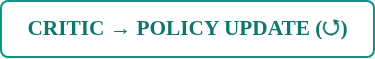 CRITIC → POLICY UPDATE (↺)